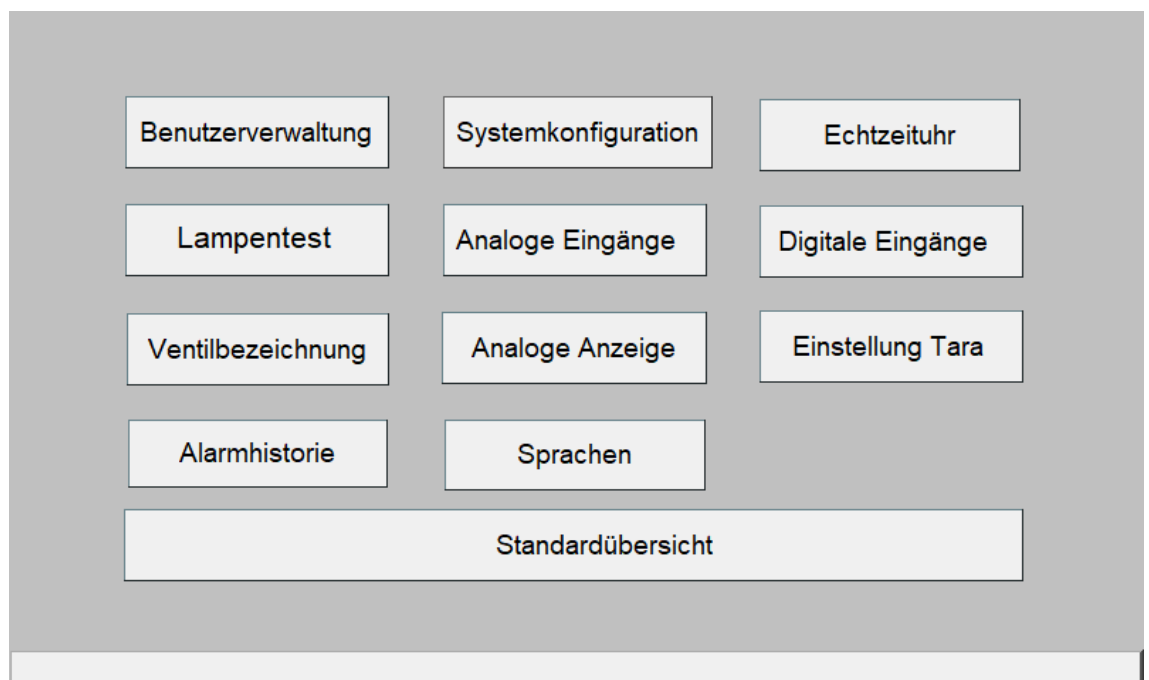 Benutzerverwaltung
Systemkonfiguration
Echtzeituhr
Lampentest
Analoge Eingänge
Digitale Eingänge
Ventilbezeichnung
Analoge Anzeige
Einstellung Tara
Alarmhistorie
Sprachen
Standardübersicht